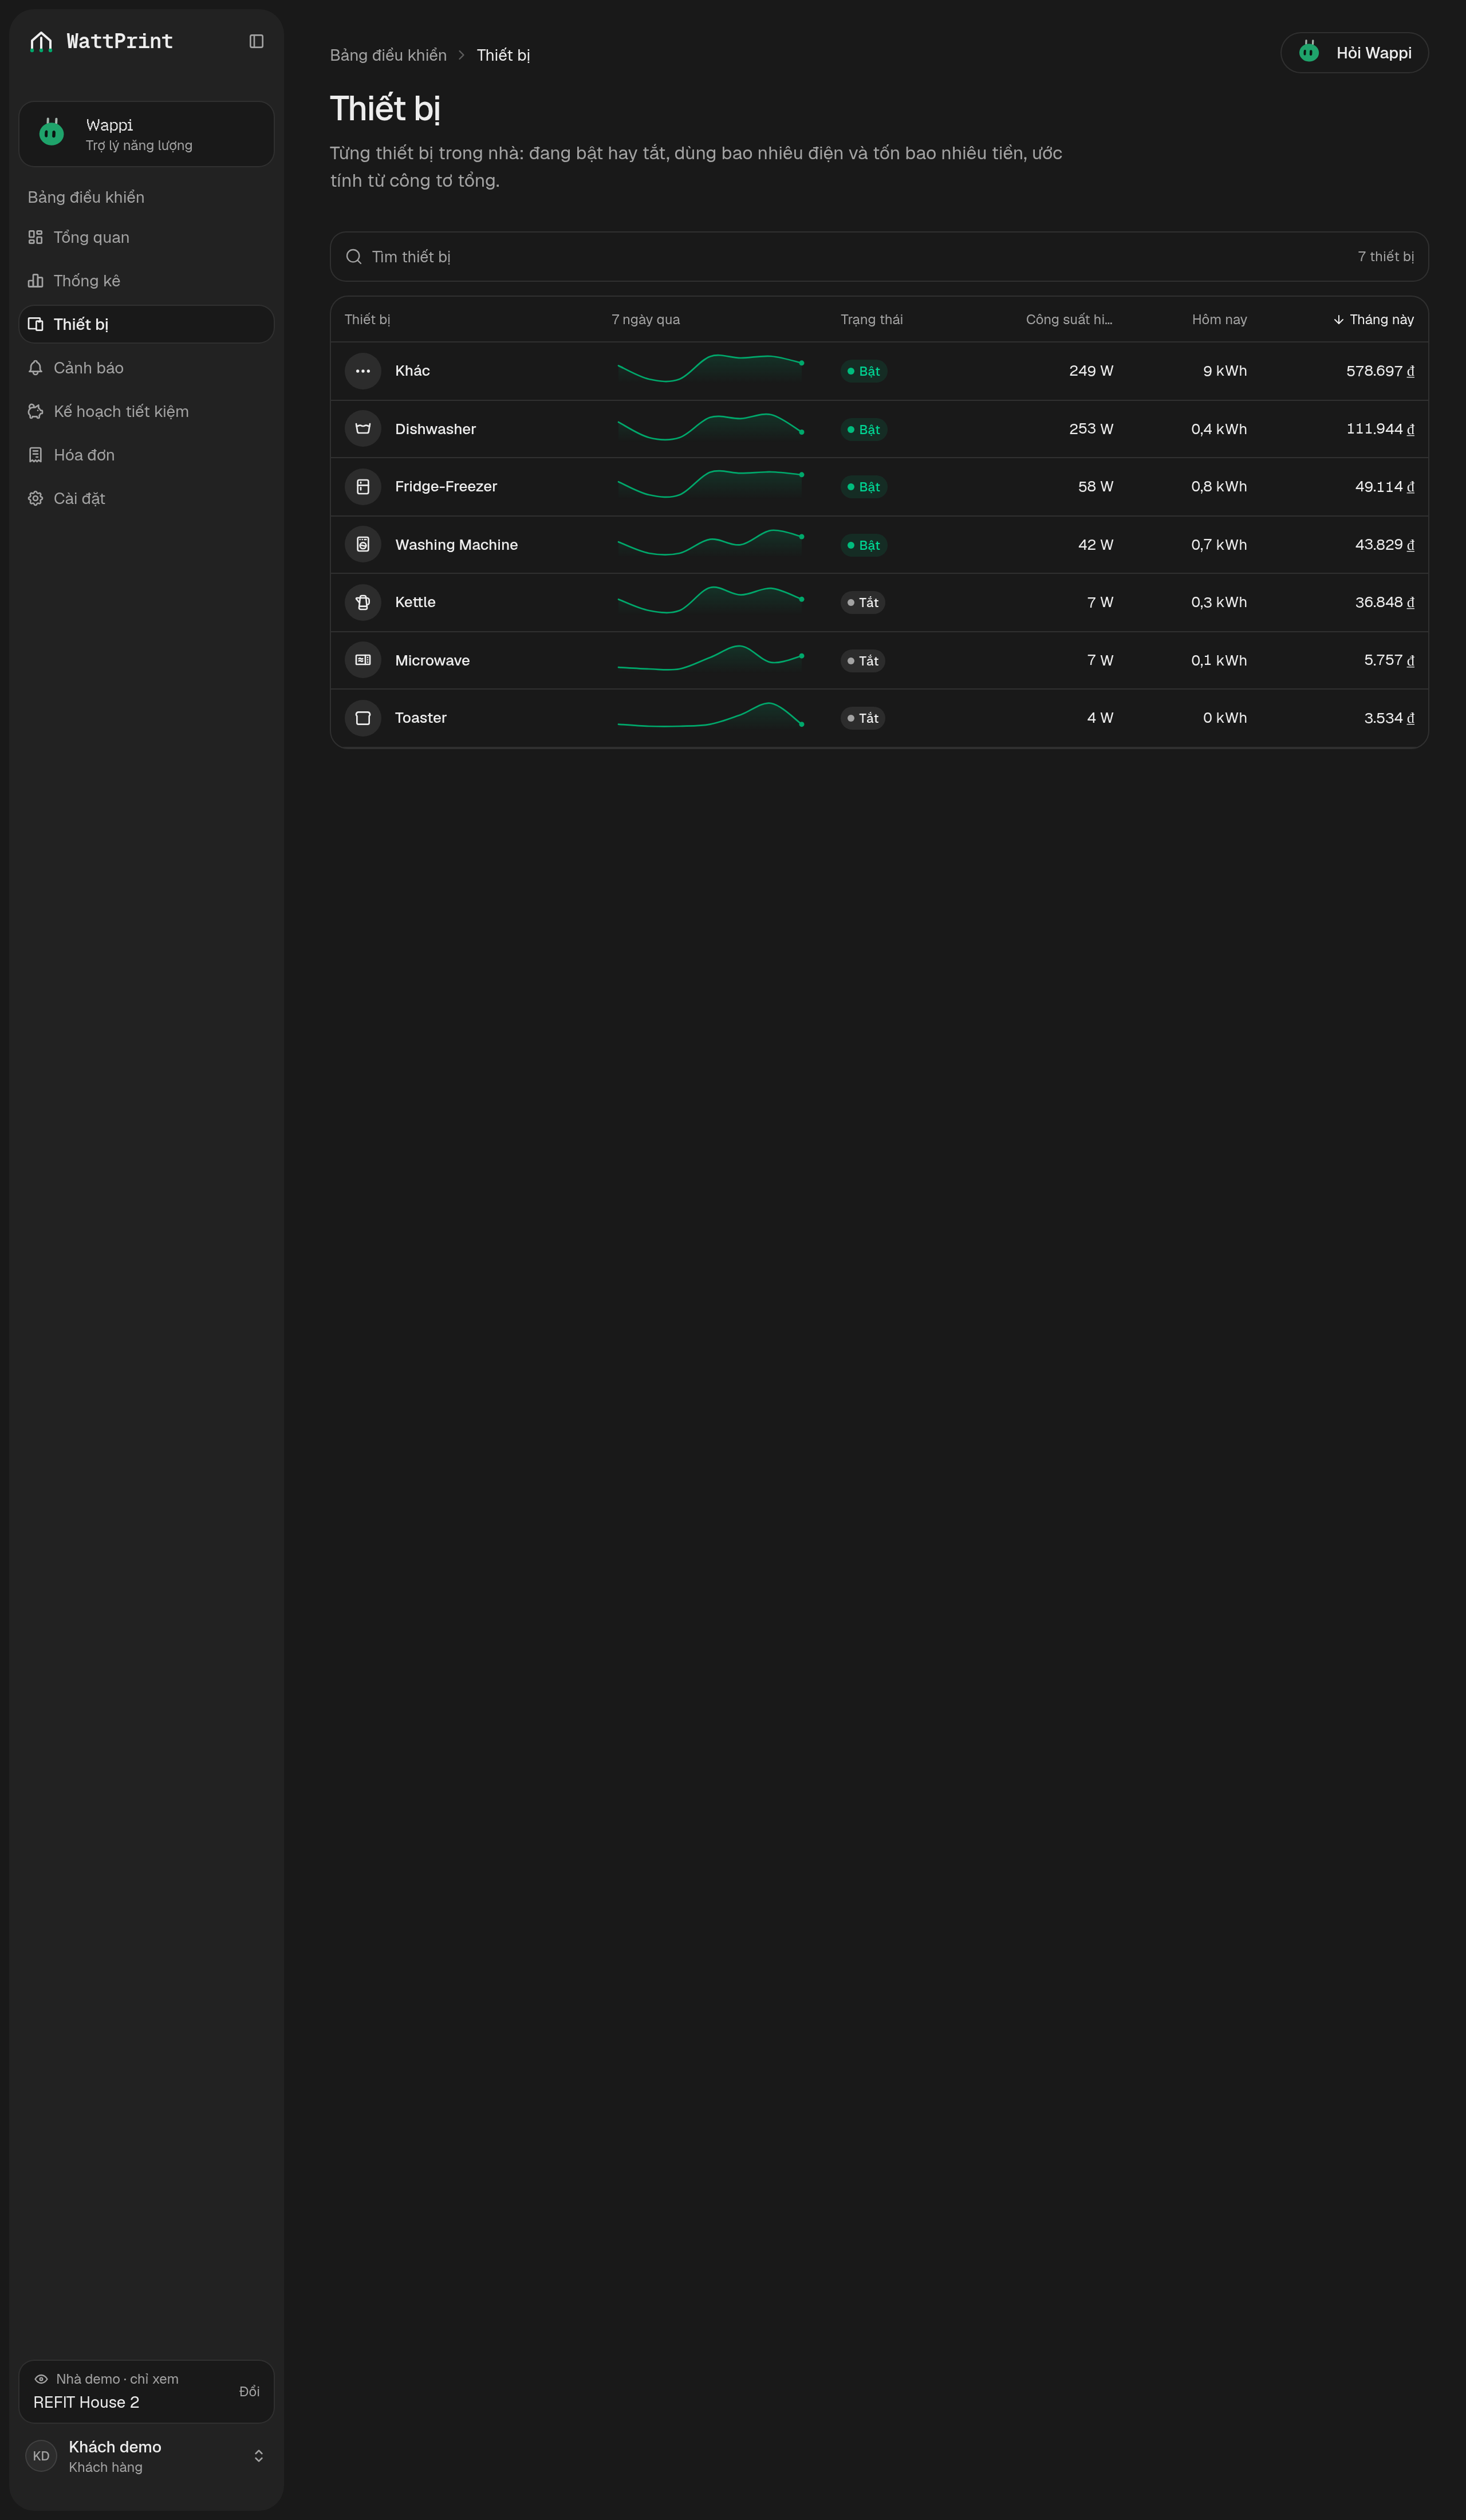 WattPrint
Wappi
Trợ lý năng lượng
Bảng điều khiển
Tổng quan
Thống kê
Thiết bị
Cảnh báo
Kế hoạch tiết kiệm
Hóa đơn
Cài đặt
Nhà demo · chỉ xem
REFIT House 2
Đổi
KD
Khách demo
Khách hàng
Bảng điều khiển > Thiết bị
Hỏi Wappi
Thiết bị
Từng thiết bị trong nhà: đang bật hay tắt, dùng bao nhiêu điện và tốn bao nhiêu tiền, ước
tính từ công tơ tổng.
Tìm thiết bị 7 thiết bị
Thiết bị 7 ngày qua Trạng thái Công suất hi... Hôm nay ↓ Tháng này
Khác Bật 249 W 9 kWh 578.697 ₫
Dishwasher Bật 253 W 0,4 kWh 111.944 ₫
Fridge-Freezer Bật 58 W 0,8 kWh 49.114 ₫
Washing Machine Bật 42 W 0,7 kWh 43.829 ₫
Kettle Tắt 7 W 0,3 kWh 36.848 ₫
Microwave Tắt 7 W 0,1 kWh 5.757 ₫
Toaster Tắt 4 W 0 kWh 3.534 ₫